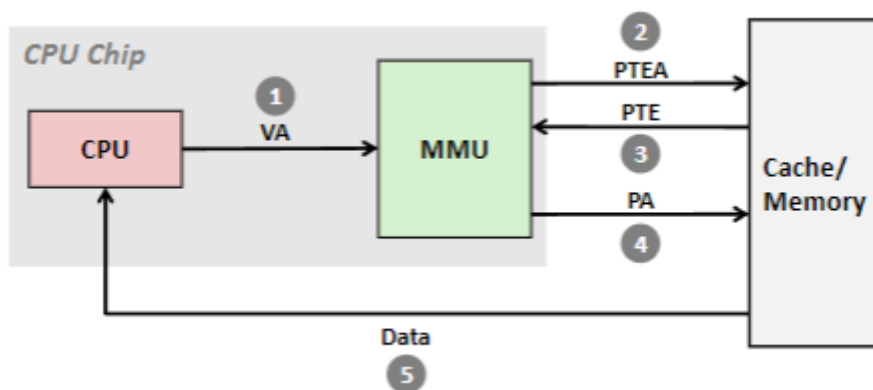 CPU Chip
2
PTEA
1
VA
CPU
MMU
PTE
3
Cache/
Memory
PA
4
Data
5